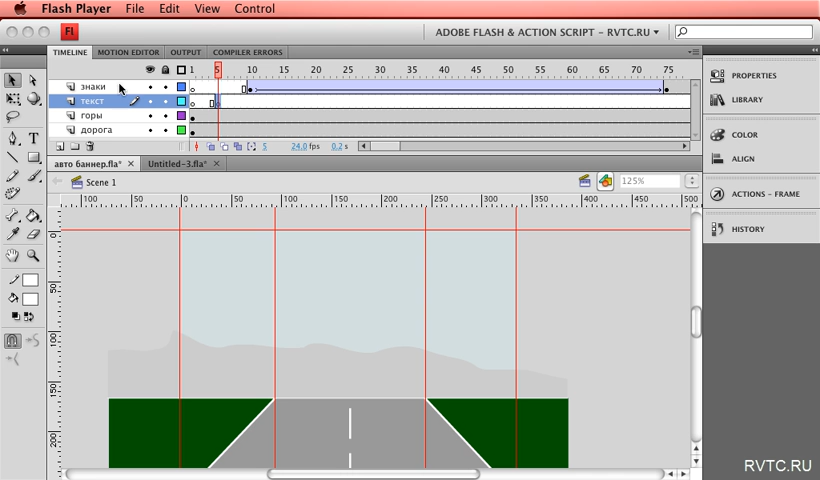 Flash Player File Edit View Control
Fl ADOBE FLASH & ACTION SCRIPT – RVTC.RU
TIMELINE MOTION EDITOR OUTPUT COMPILER ERRORS
1 5 10 15 20 25 30 35 40 45 50 55 60 65 70 75
знаки
текст
горы
дорога
5 24.0 fps 0.2 s
авто баннер.fla* Untitled-3.fla*
Scene 1 125%
100 50 0 50 100 150 200 250 300 350 400 450 500
0
50
100
150
200
PROPERTIES
LIBRARY
COLOR
ALIGN
ACTIONS - FRAME
HISTORY
RVTC.RU